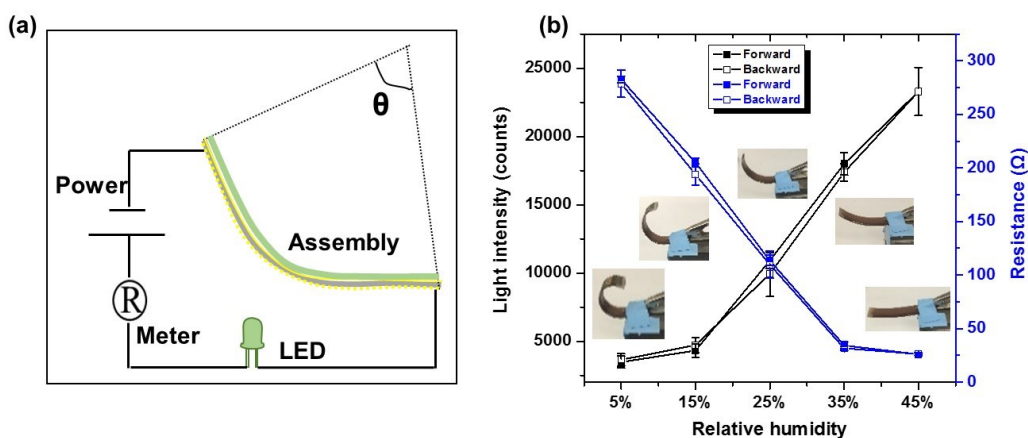 (a)
θ
Power
Assembly
R
Meter
LED
(b)
Forward
Backward
Forward
Backward
Light intensity (counts)
25000
20000
15000
10000
5000
Resistance (Ω)
300
250
200
150
100
50
0
5% 15% 25% 35% 45%
Relative humidity